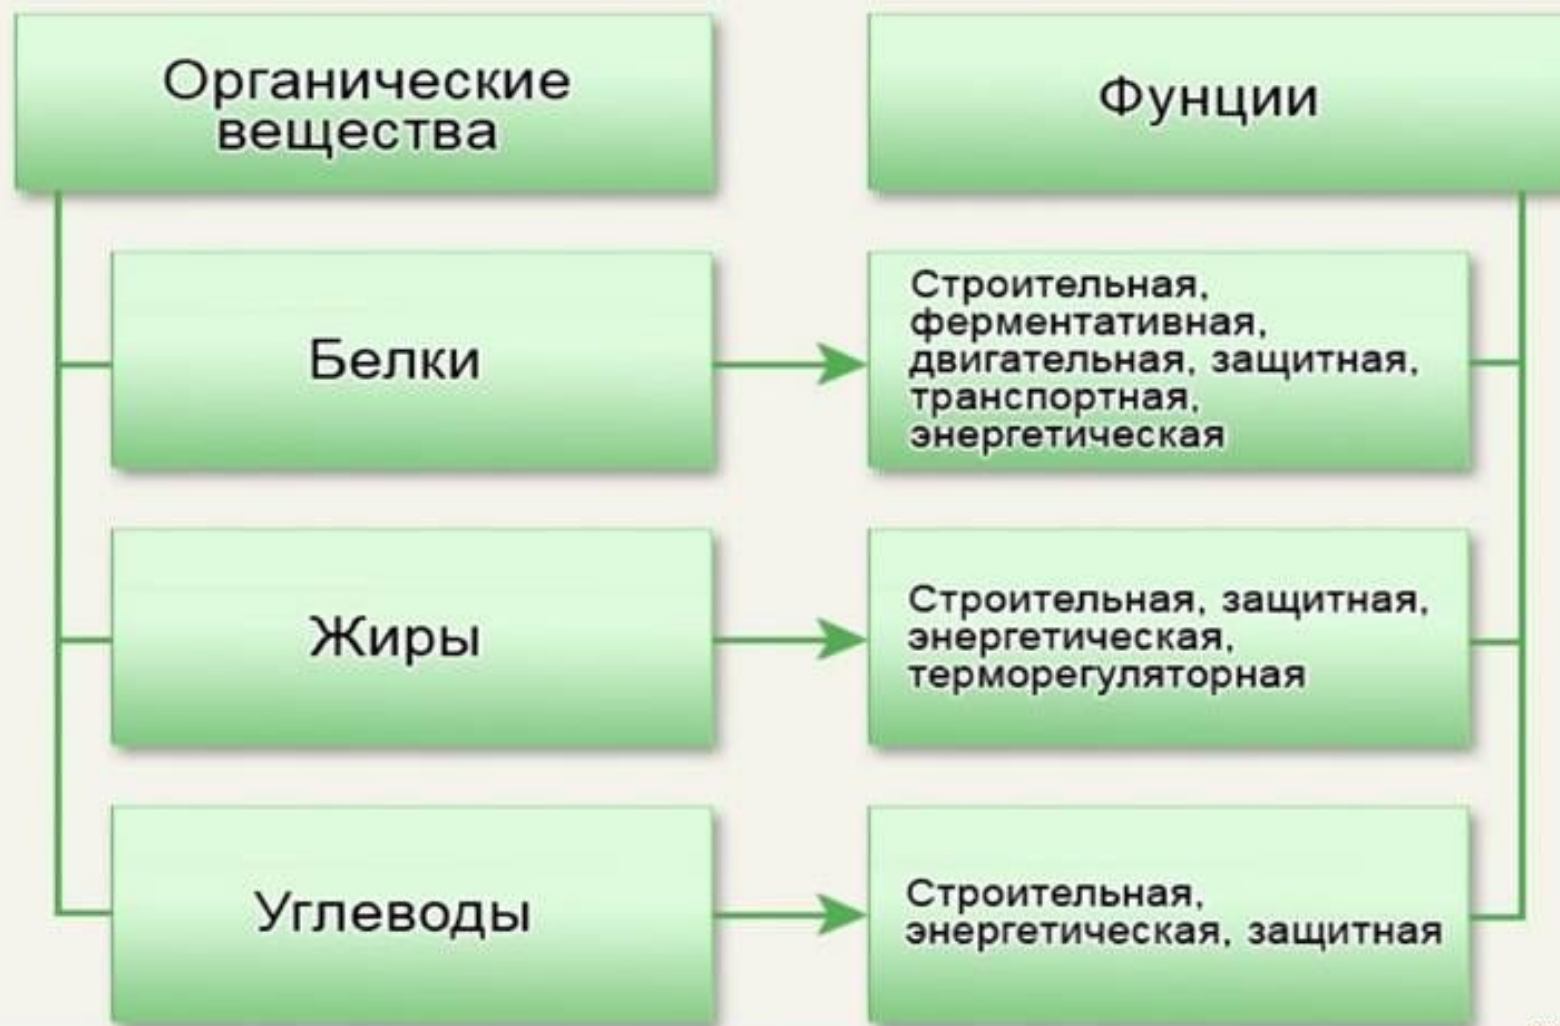 Органические
вещества
Фунции
Белки
Строительная,
ферментативная,
двигательная, защитная,
транспортная,
энергетическая
Жиры
Строительная, защитная,
энергетическая,
терморегуляторная
Углеводы
Строительная,
энергетическая, защитная